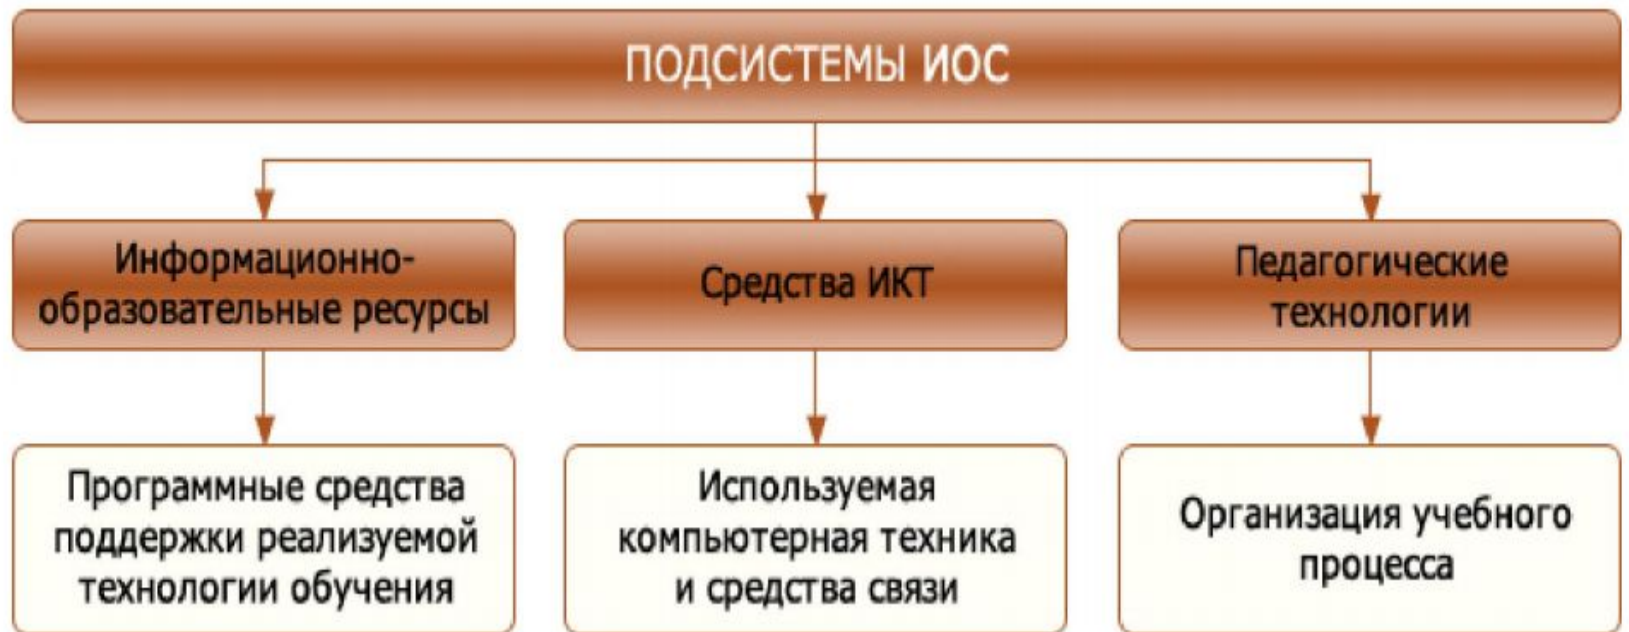 ПОДСИСТЕМЫ ИОС
Информационно-
образовательные ресурсы
Средства ИКТ
Педагогические
технологии
Программные средства
поддержки реализуемой
технологии обучения
Используемая
компьютерная техника
и средства связи
Организация учебного
процесса